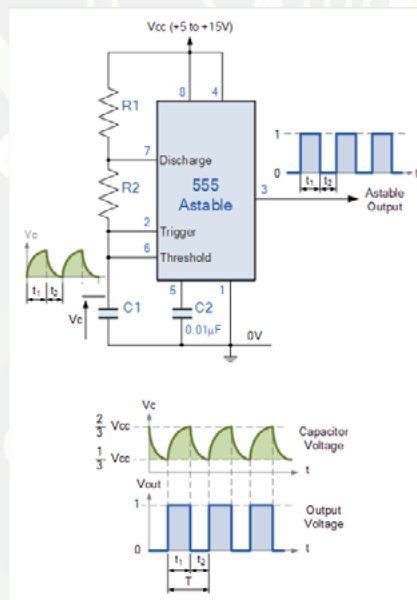 Vcc (+5 to +15V)
R1
8
4
7
Discharge
R2
555
Astable
1
0
t
t1
t2
3
Astable
Output
2
Trigger
6
Threshold
Vc
t1
t2
Vc
C1
5
1
C2
0.01µF
0V
Vc
2/3 Vcc
1/3 Vcc
Capacitor
Voltage
t
Vout
1
0
Output
Voltage
t
t1
t2
T